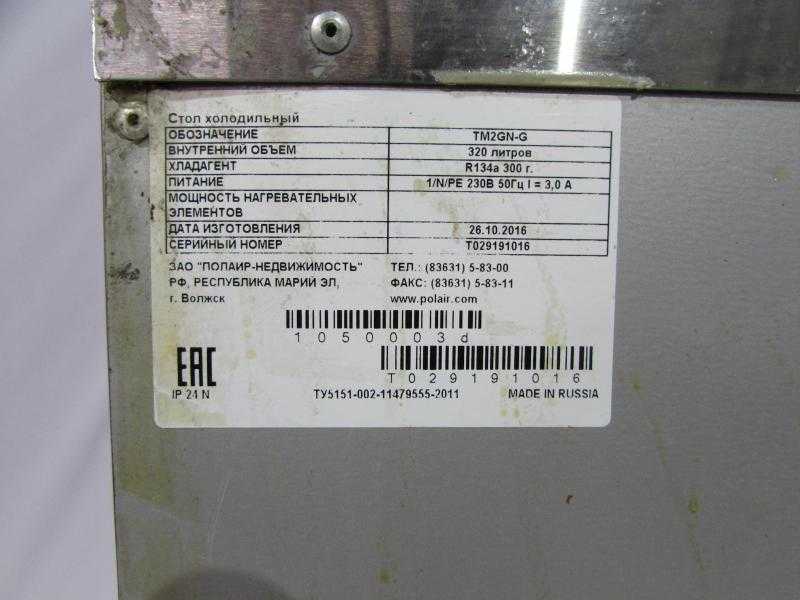 Стол холодильный
ОБОЗНАЧЕНИЕ TM2GN-G
ВНУТРЕННИЙ ОБЪЕМ 320 литров
ХЛАДАГЕНТ R134a 300 г.
ПИТАНИЕ 1/N/PE 230В 50Гц I = 3,0 А
МОЩНОСТЬ НАГРЕВАТЕЛЬНЫХ
ЭЛЕМЕНТОВ
ДАТА ИЗГОТОВЛЕНИЯ 26.10.2016
СЕРИЙНЫЙ НОМЕР T029191016
ЗАО "ПОЛАИР-НЕДВИЖИМОСТЬ" ТЕЛ.: (83631) 5-83-00
РФ, РЕСПУБЛИКА МАРИЙ ЭЛ, ФАКС: (83631) 5-83-11
г. Волжск www.polair.com
1050003d
T029191016
EAC
IP 24 N ТУ5151-002-11479555-2011 MADE IN RUSSIA